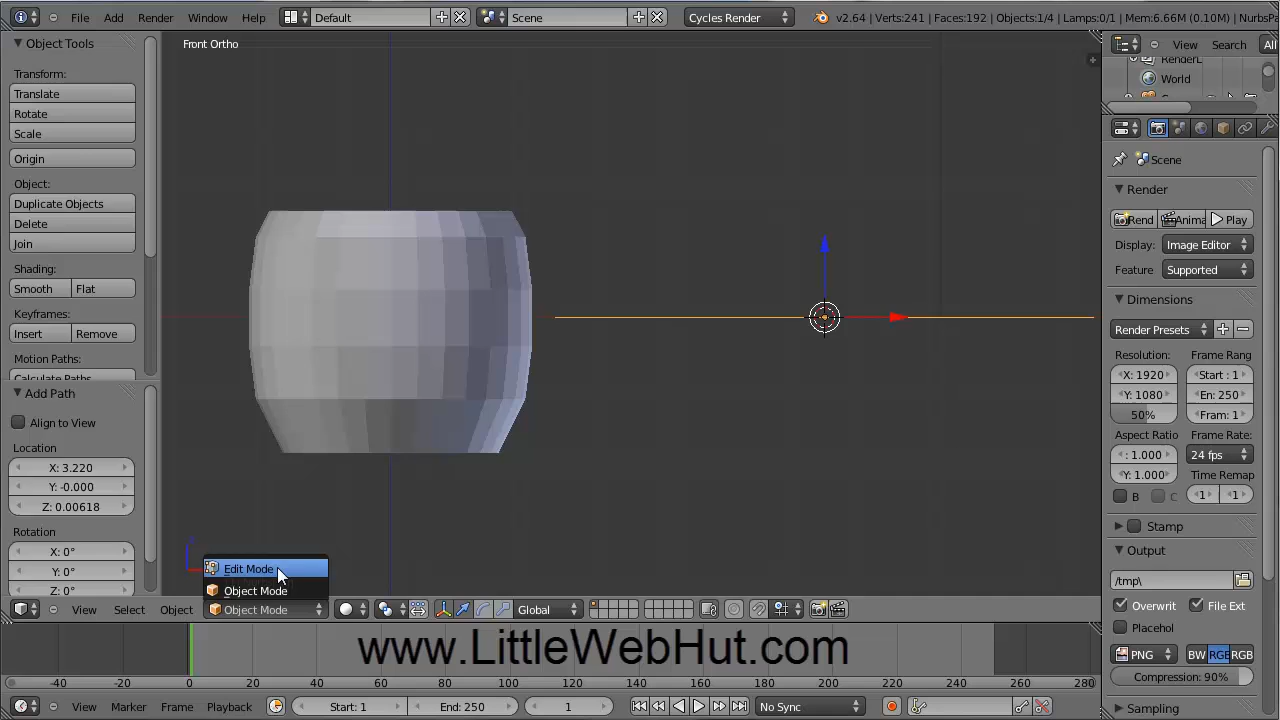 File Add Render Window Help Default Scene Cycles Render v2.64 | Verts:241 | Faces:192 | Objects:1/4 | Lamps:0/1 | Mem:6.66M (0.10M) | NurbsPa
Object Tools
Front Ortho
View Search All
RenderL
World
Transform:
Translate
Rotate
Scale
Origin
Object:
Duplicate Objects
Delete
Join
Shading:
Smooth Flat
Keyframes:
Insert Remove
Motion Paths:
Calculate Paths
Add Path
Align to View
Location
X: 3.220
Y: -0.000
Z: 0.00618
Rotation
X: 0°
Y: 0°
Z: 0°
Edit Mode
Object Mode
View Select Object Object Mode Global
Scene
Render
Rend Anima Play
Display: Image Editor
Feature Supported
Dimensions
Render Presets
Resolution: Frame Rang
X: 1920 Start : 1
Y: 1080 En: 250
50% Fram: 1
Aspect Ratio Frame Rate:
: 1.000 24 fps
Y: 1.000 Time Remap
B C 1 1
Stamp
Output
/tmp\
Overwrit File Ext
Placehol
PNG BW RGB RGB
Compression: 90%
Sampling
www.LittleWebHut.com
-40 -20 0 20 40 60 80 100 120 140 160 180 200 220 240 260 280
View Marker Frame Playback Start: 1 End: 250 1 No Sync